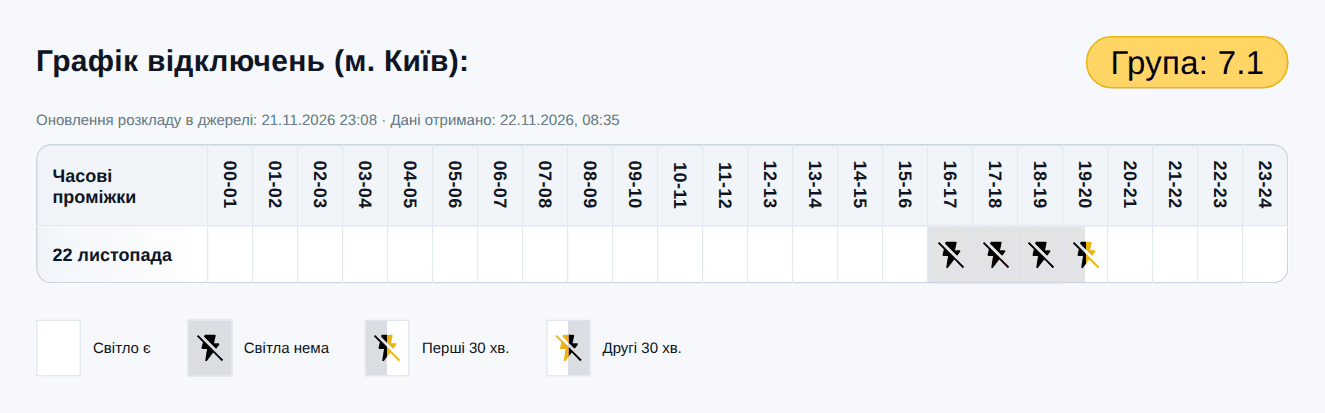 Графік відключень (м. Київ):
Група: 7.1
Оновлення розкладу в джерелі: 21.11.2026 23:08 · Дані отримано: 22.11.2026, 08:35
Часові
проміжки
00-01
01-02
02-03
03-04
04-05
05-06
06-07
07-08
08-09
09-10
10-11
11-12
12-13
13-14
14-15
15-16
16-17
17-18
18-19
19-20
20-21
21-22
22-23
23-24
22 листопада
Світло є
Світла нема
Перші 30 хв.
Другі 30 хв.